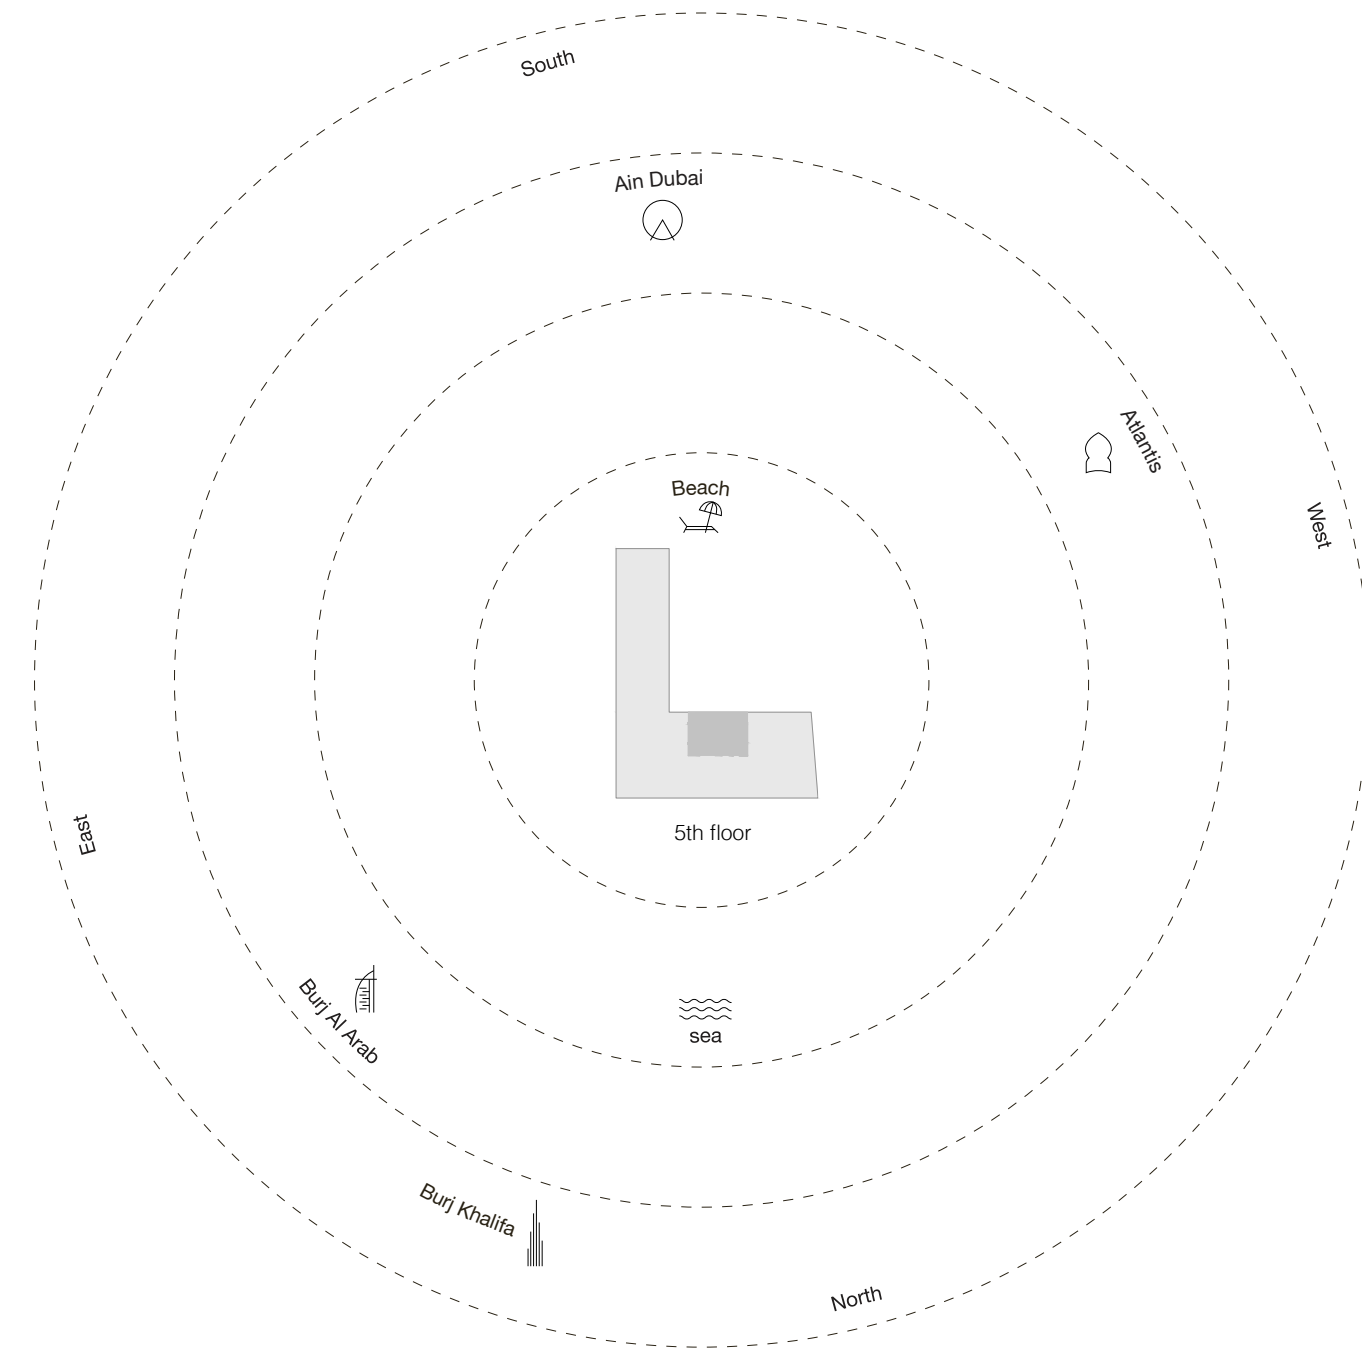 South
Ain Dubai
Atlantis
Beach
West
5th floor
East
Burj Al Arab
sea
Burj Khalifa
North